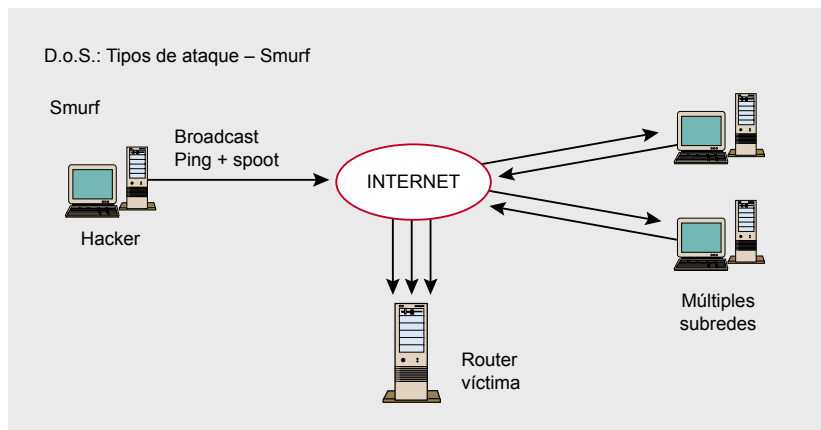 D.o.S.: Tipos de ataque – Smurf
Smurf
Broadcast
Ping + spoot
INTERNET
Hacker
Múltiples
subredes
Router
víctima